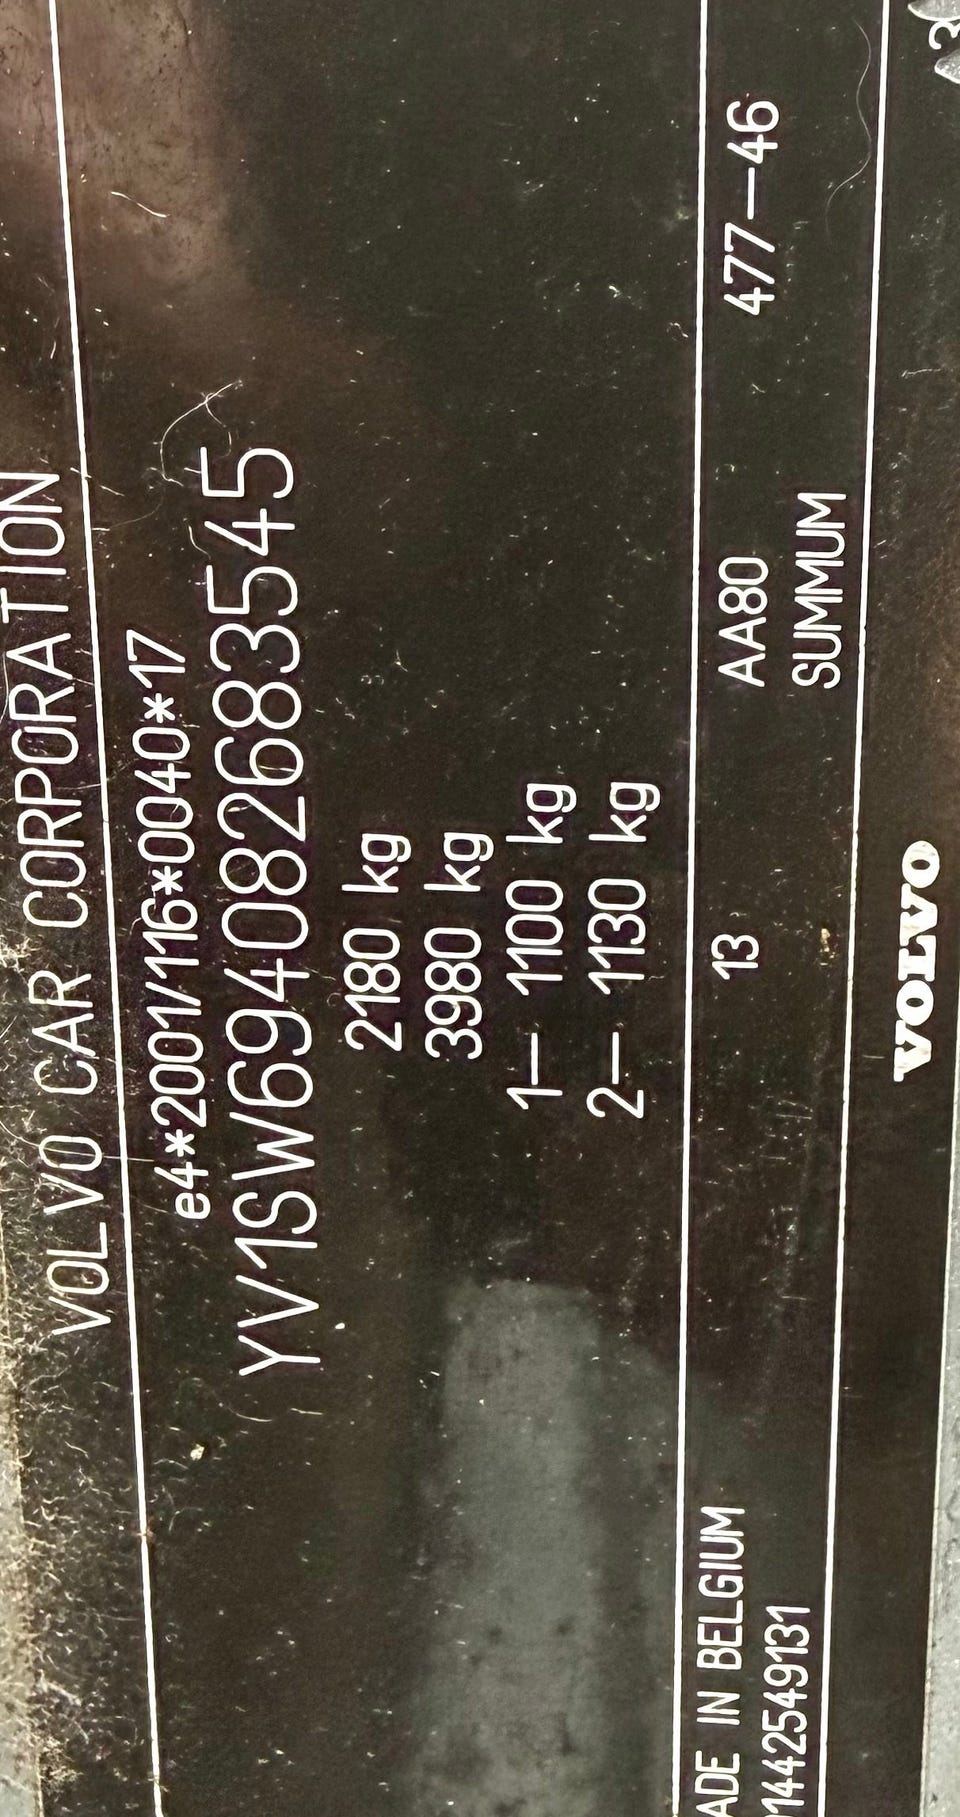 VOLVO CAR CORPORATION
e4*2001/116*0040*17
YV1SW694082683545
2180 kg
3980 kg
1– 1100 kg
2– 1130 kg
ADE IN BELGIUM 13 AA80 477–46
1442549131 SUMMUM
VOLVO
3